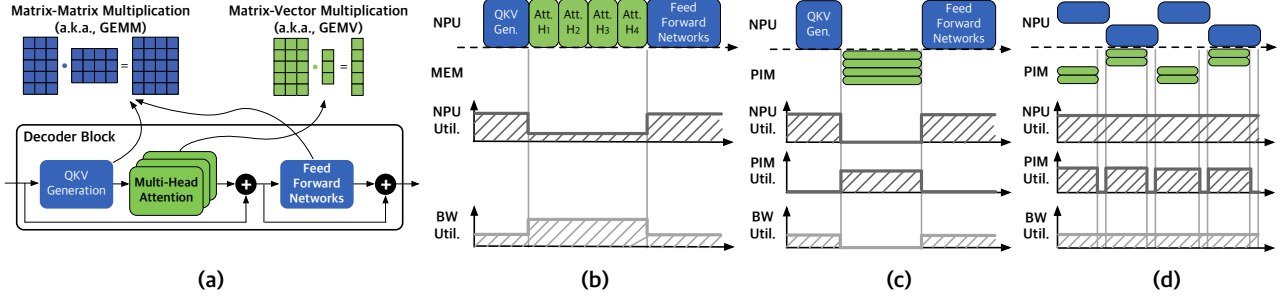 Matrix-Matrix Multiplication
(a.k.a., GEMM)
Matrix-Vector Multiplication
(a.k.a., GEMV)
=
=
Decoder Block
QKV
Generation
Multi-Head
Attention
+
Feed
Forward
Networks
+
(a)
NPU
QKV
Gen.
Att.
H1
Att.
H2
Att.
H3
Att.
H4
Feed
Forward
Networks
MEM
NPU
Util.
BW
Util.
(b)
NPU
QKV
Gen.
Feed
Forward
Networks
PIM
NPU
Util.
PIM
Util.
BW
Util.
(c)
NPU
PIM
NPU
Util.
PIM
Util.
BW
Util.
(d)